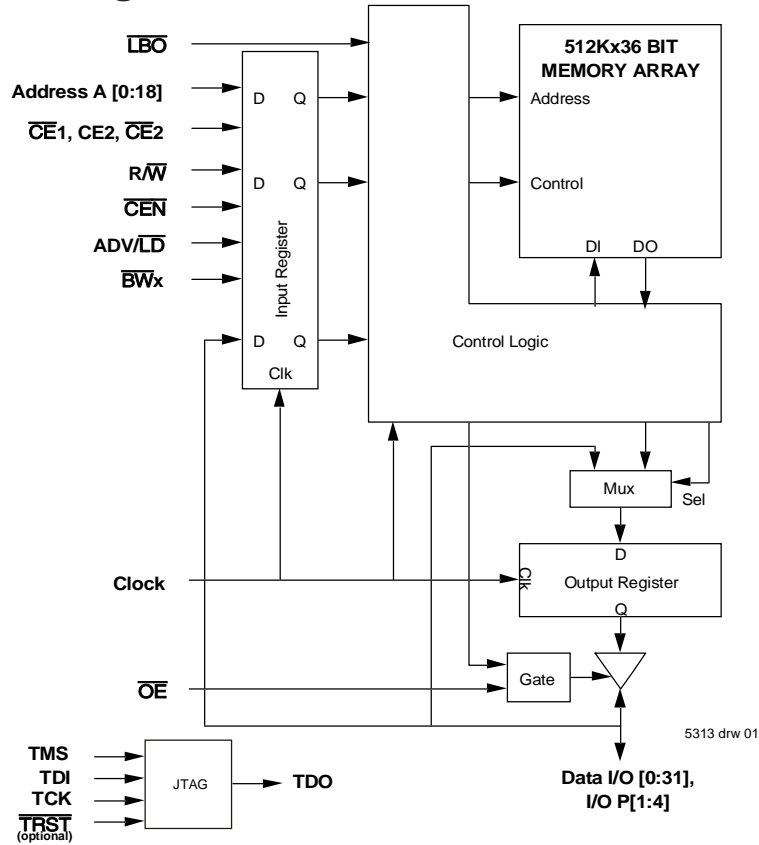 LBO
512Kx36 BIT
MEMORY ARRAY
Address A [0:18]
D Q
Address
CE1, CE2, CE2
R/W
D Q
Control
CEN
Input Register
ADV/LD
DI DO
BWx
D Q
Control Logic
Clk
Mux
Sel
D
Clock
Clk
Output Register
Q
OE
Gate
5313 drw 01
TMS
TDI
JTAG
TDO
Data I/O [0:31],
I/O P[1:4]
TCK
TRST
(optional)